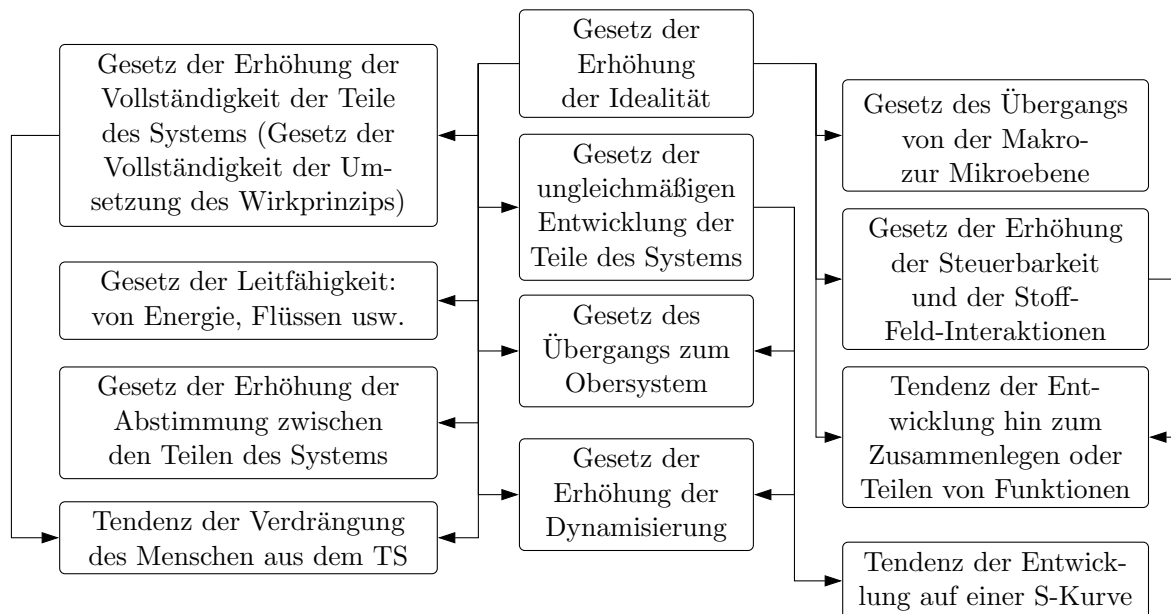 Gesetz der Erhöhung der
Vollständigkeit der Teile
des Systems (Gesetz der
Vollständigkeit der Um-
setzung des Wirkprinzips)
Gesetz der Leitfähigkeit:
von Energie, Flüssen usw.
Gesetz der Erhöhung der
Abstimmung zwischen
den Teilen des Systems
Tendenz der Verdrängung
des Menschen aus dem TS
Gesetz der
Erhöhung
der Idealität
Gesetz der
ungleichmäßigen
Entwicklung der
Teile des Systems
Gesetz des
Übergangs zum
Obersystem
Gesetz der
Erhöhung der
Dynamisierung
Gesetz des Übergangs
von der Makro-
zur Mikroebene
Gesetz der Erhöhung
der Steuerbarkeit
und der Stoff-
Feld-Interaktionen
Tendenz der Ent-
wicklung hin zum
Zusammenlegen oder
Teilen von Funktionen
Tendenz der Entwick-
lung auf einer S-Kurve